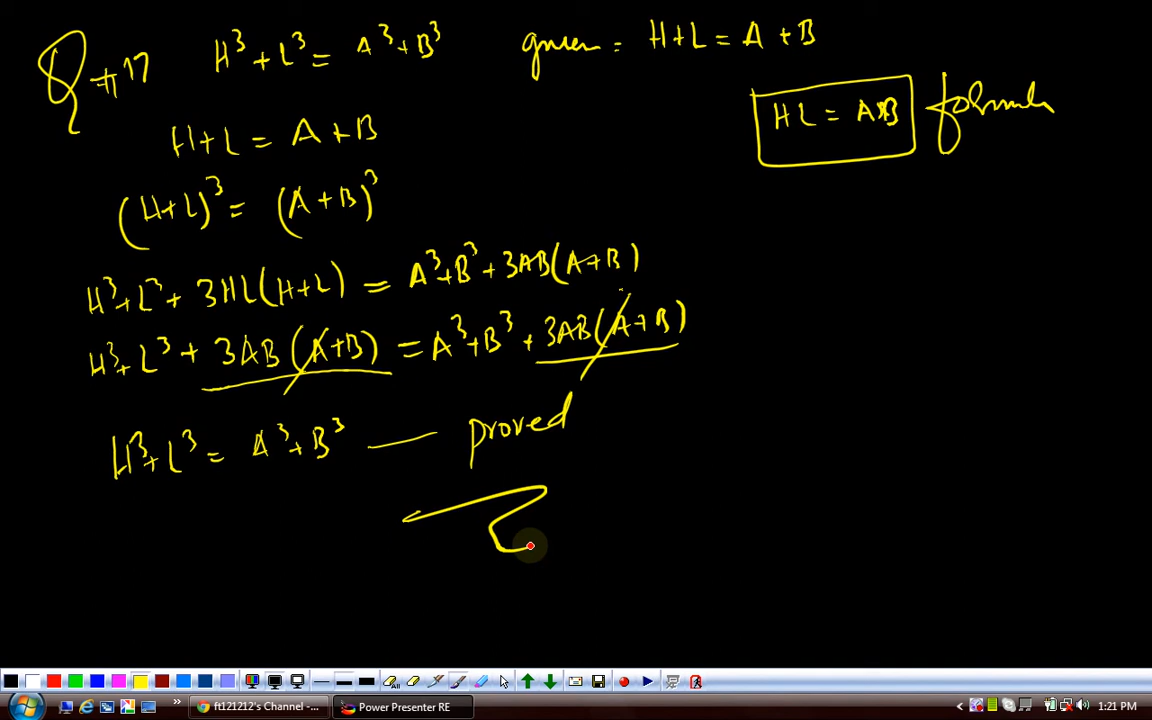 Q #17
H³ + L³ = A³ + B³
given = H+L = A + B
HL = AB formula
H+L = A + B
(H+L)³ = (A+B)³
H³+L³ + 3HL(H+L) = A³+B³ + 3AB(A+B)
H³+L³ + 3AB(A+B) = A³+B³ + 3AB(A+B)
H³+L³ = A³+B³ — proved
ft121212's Channel - ...
Power Presenter RE
1:21 PM